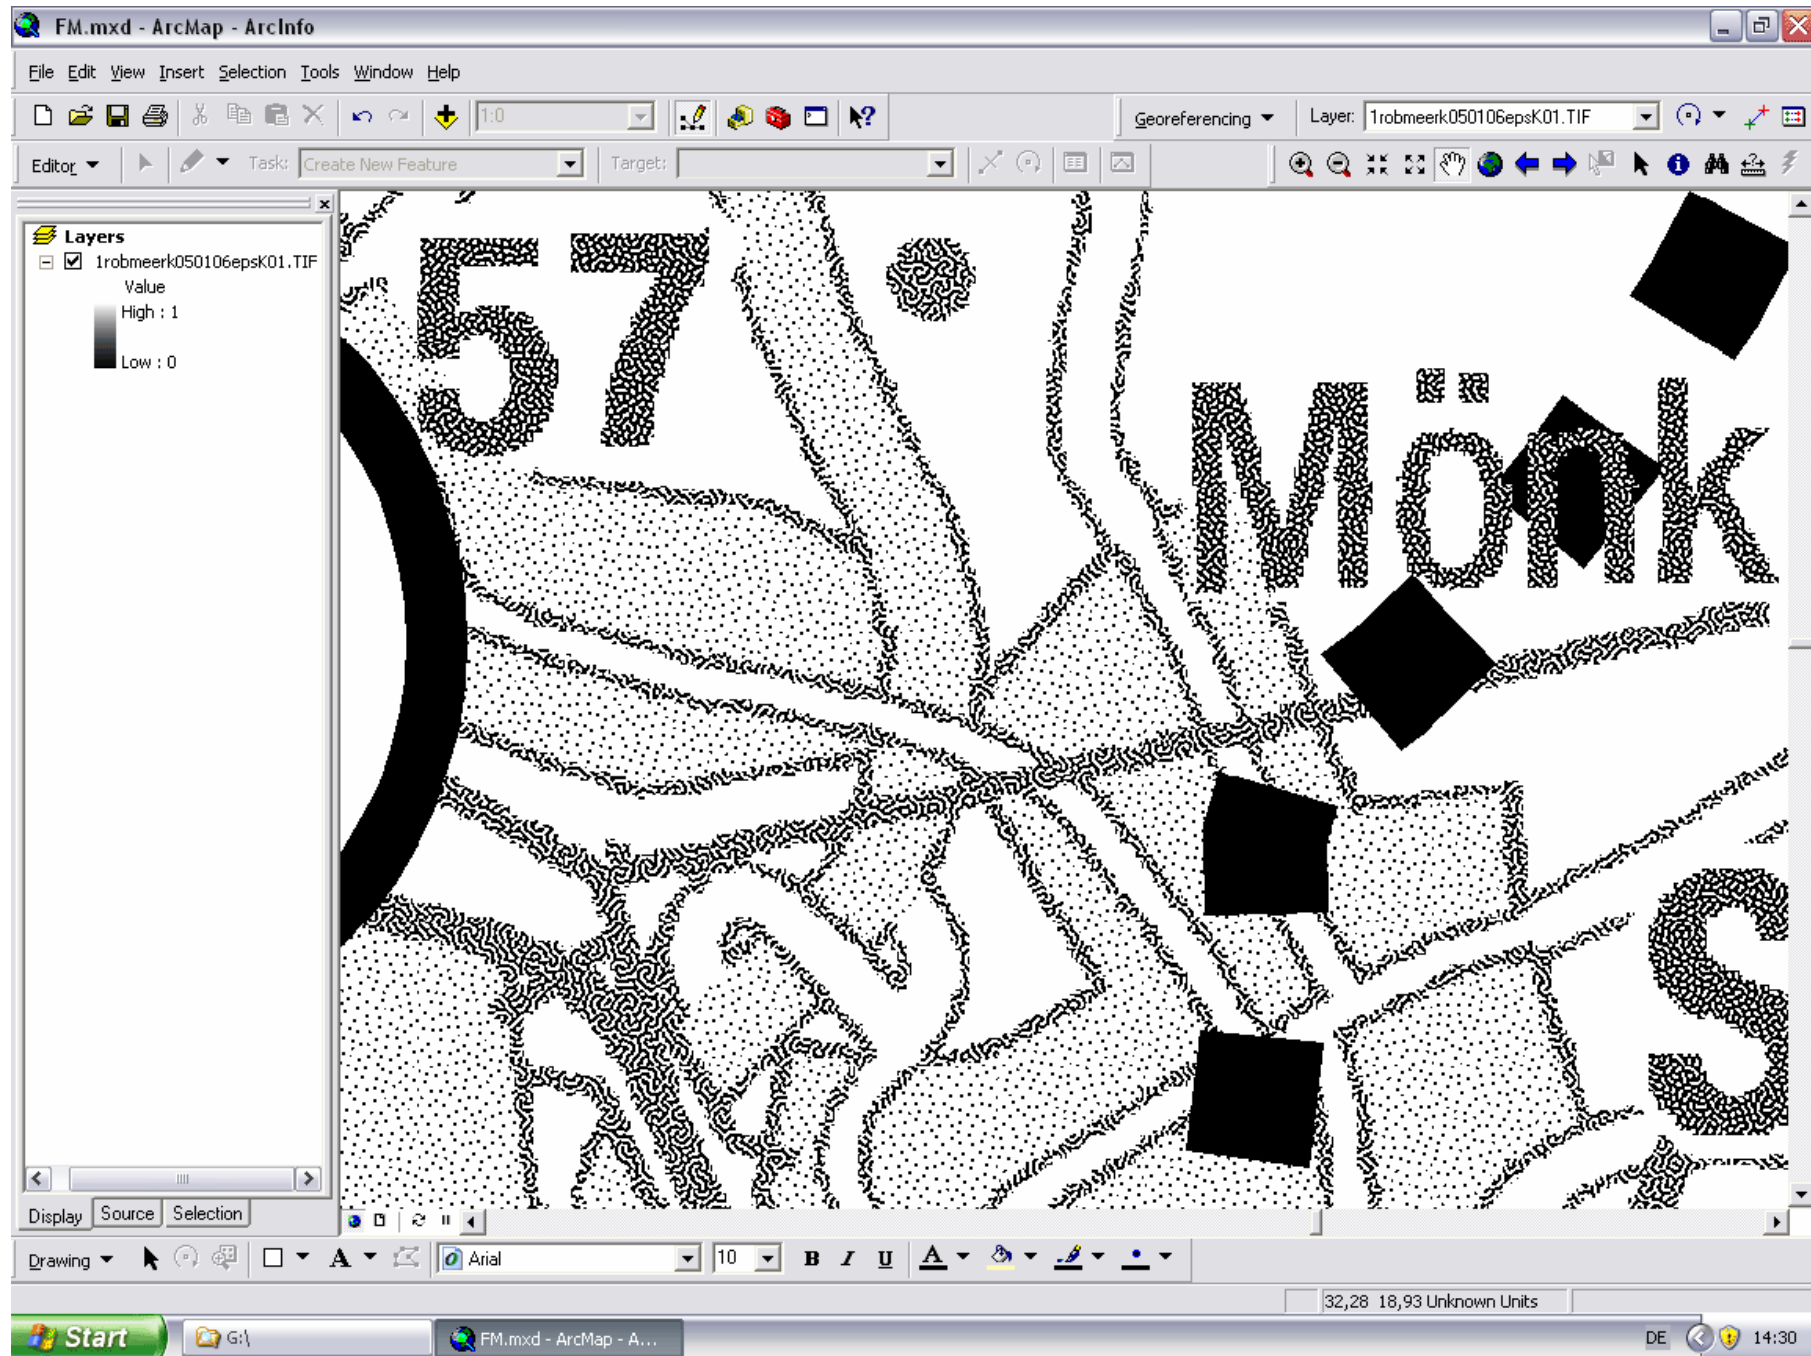 FM.mxd - ArcMap - ArcInfo
File Edit View Insert Selection Tools Window Help
1:0
Georeferencing Layer: 1robmeerk050106epsK01.TIF
Editor Task: Create New Feature Target:
Layers
1robmeerk050106epsK01.TIF
Value
High : 1
Low : 0
57
Mönk
S
Display Source Selection
Drawing A Arial 10 B I U A
32,28 18,93 Unknown Units
Start G:\ FM.mxd - ArcMap - A... DE 14:30